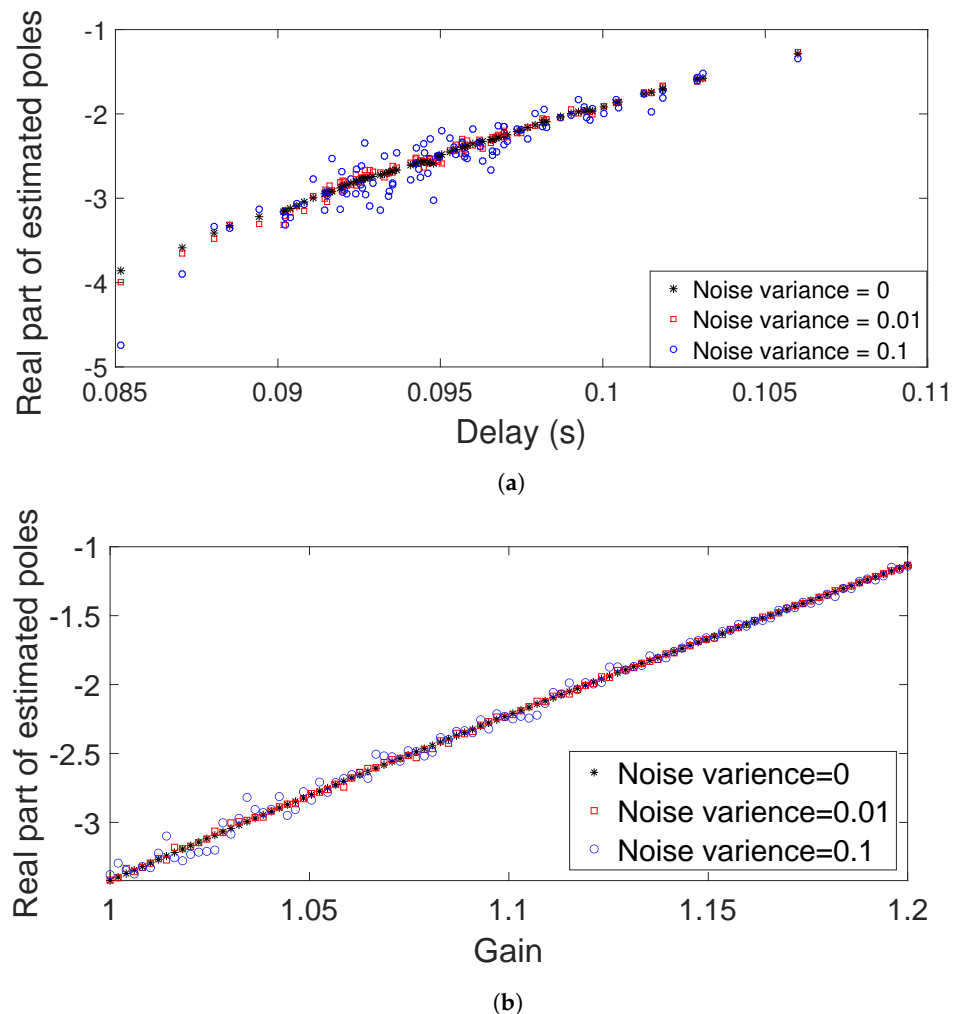 -1
-2
-3
-4
-5
Real part of estimated poles
0.085 0.09 0.095 0.1 0.105 0.11
Delay (s)
Noise variance = 0
Noise variance = 0.01
Noise variance = 0.1
(a)
-1
-1.5
-2
-2.5
-3
Real part of estimated poles
1 1.05 1.1 1.15 1.2
Gain
Noise varience=0
Noise varience=0.01
Noise varience=0.1
(b)